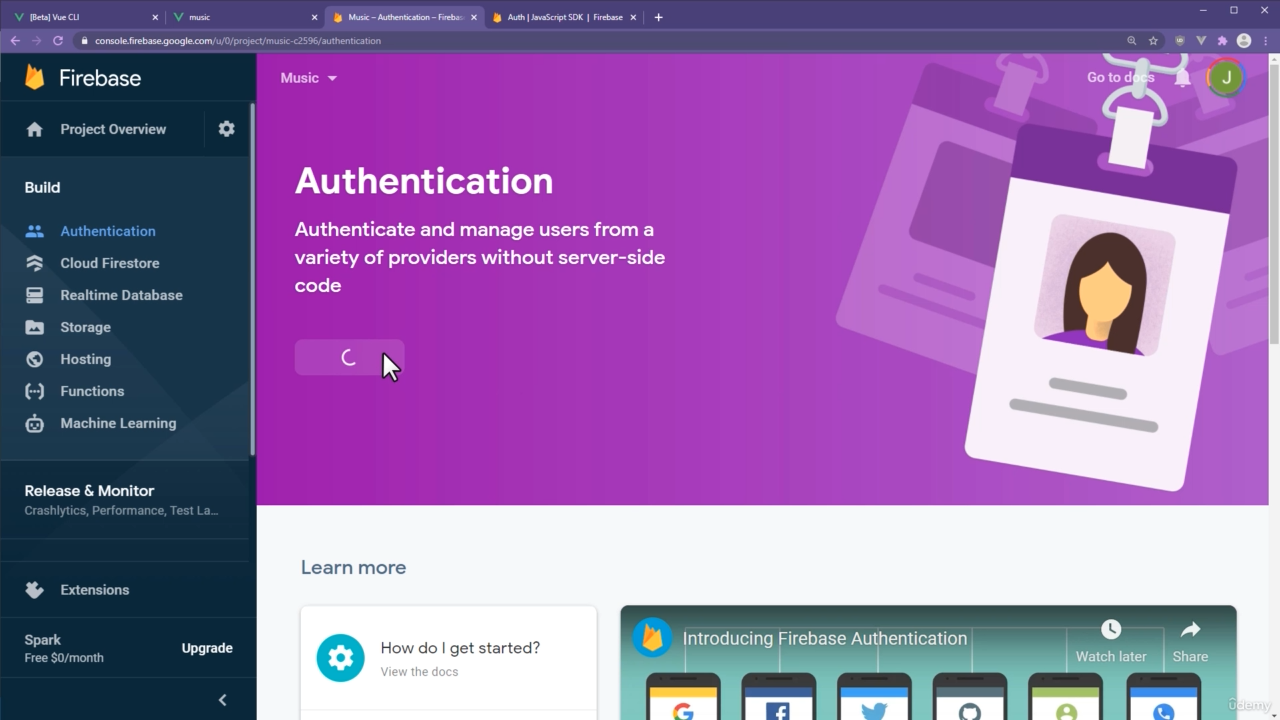 [Beta] Vue CLI
music
Music – Authentication – Firebas
Auth | JavaScript SDK | Firebase
console.firebase.google.com/u/0/project/music-c2596/authentication
Firebase
Music
Go to docs
J
Project Overview
Build
Authentication
Cloud Firestore
Realtime Database
Storage
Hosting
Functions
Machine Learning
Release & Monitor
Crashlytics, Performance, Test La...
Extensions
Spark
Free $0/month
Upgrade
Authentication
Authenticate and manage users from a
variety of providers without server-side
code
Learn more
How do I get started?
View the docs
Introducing Firebase Authentication
Watch later
Share
Udemy